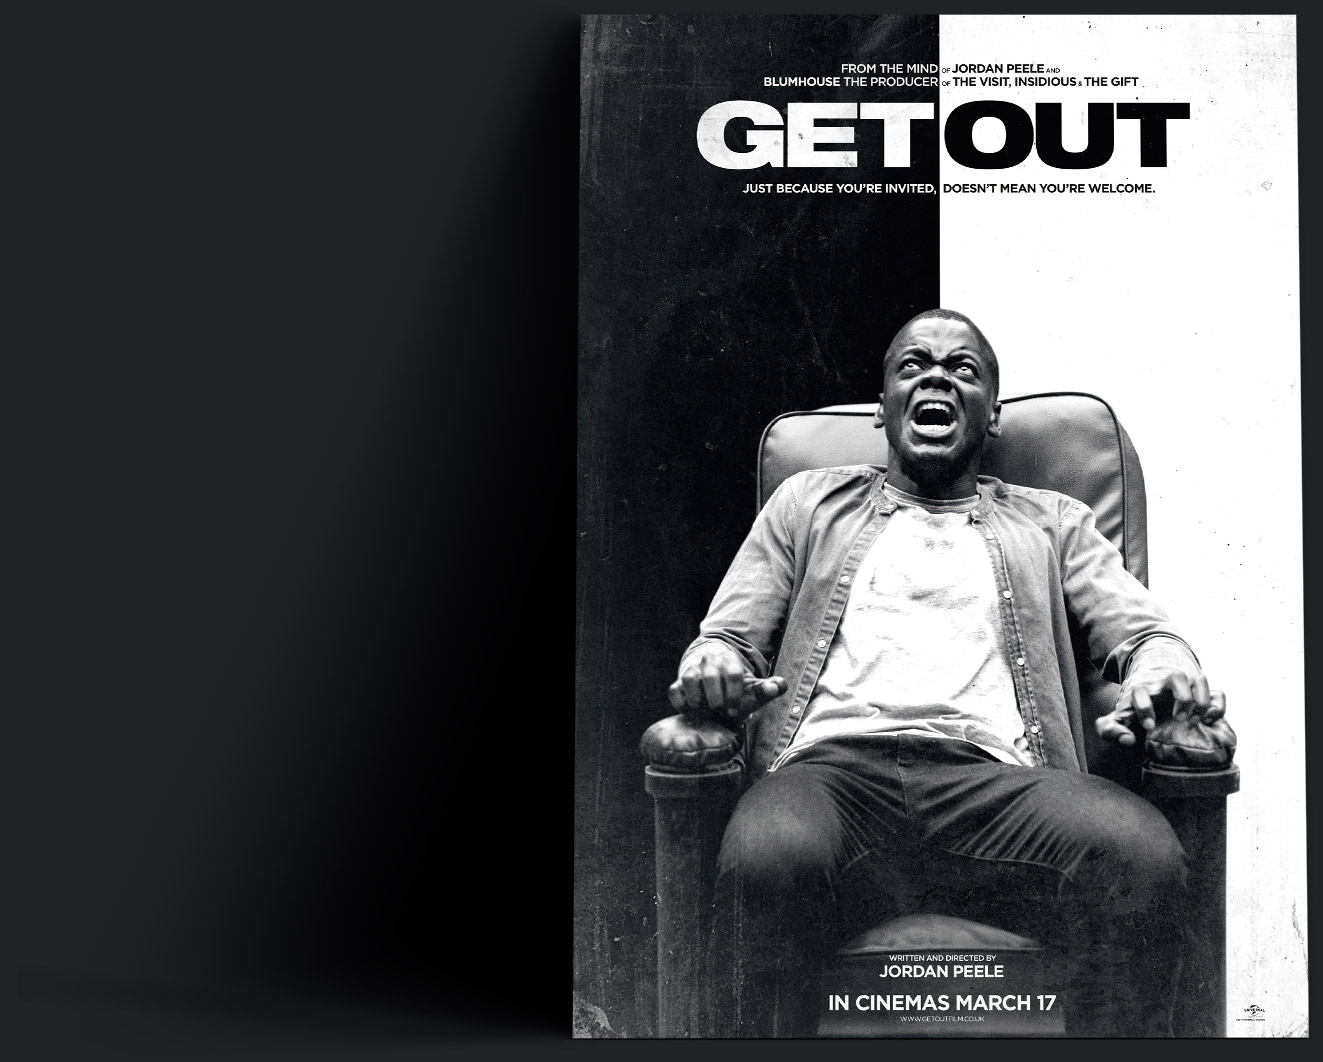 FROM THE MIND OF JORDAN PEELE AND
BLUMHOUSE THE PRODUCER OF THE VISIT, INSIDIOUS & THE GIFT
GET OUT
JUST BECAUSE YOU'RE INVITED, DOESN'T MEAN YOU'RE WELCOME.
WRITTEN AND DIRECTED BY
JORDAN PEELE
IN CINEMAS MARCH 17
WWW.GETOUTFILM.CO.UK
UNIVERSAL